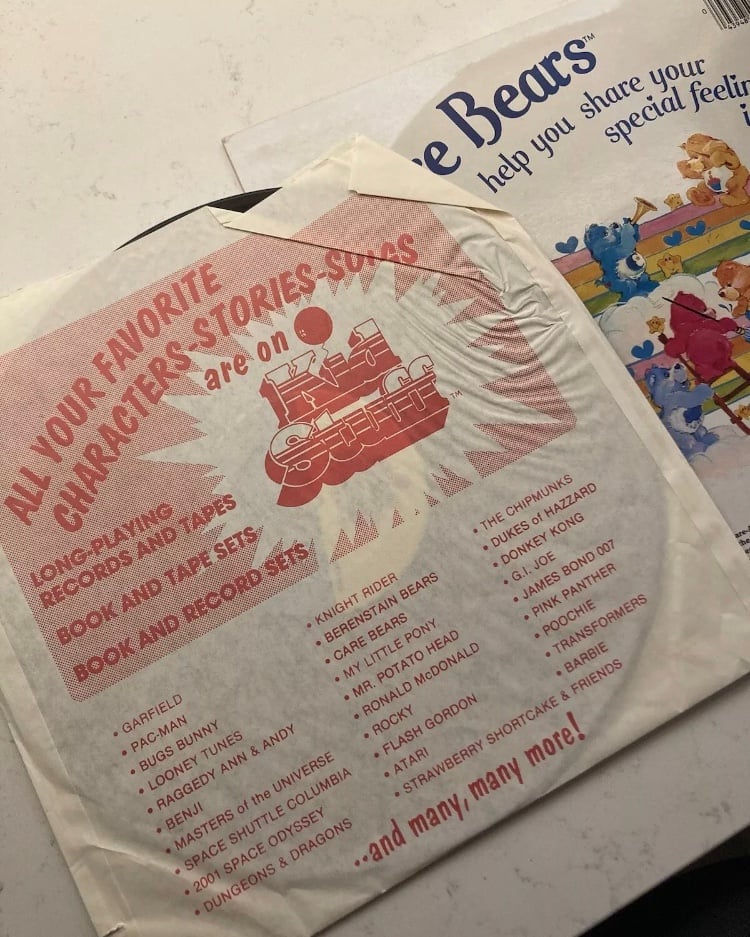 Bears™
help you share your
special
ALL YOUR FAVORITE
CHARACTERS-STORIES-SONGS
are on
Kid
Stuff™
LONG-PLAYING
RECORDS AND TAPES
BOOK AND TAPE SETS
BOOK AND RECORD SETS
• GARFIELD
• PAC-MAN
• BUGS BUNNY
• LOONEY TUNES
• RAGGEDY ANN & ANDY
• BENJI
• MASTERS of the UNIVERSE
• SPACE SHUTTLE COLUMBIA
• 2001 SPACE ODYSSEY
• DUNGEONS & DRAGONS
• KNIGHT RIDER
• BERENSTAIN BEARS
• CARE BEARS
• MY LITTLE PONY
• MR. POTATO HEAD
• RONALD McDONALD
• ROCKY
• FLASH GORDON
• ATARI
• STRAWBERRY SHORTCAKE & FRIENDS
• THE CHIPMUNKS
• DUKES of HAZZARD
• DONKEY KONG
• G.I. JOE
• JAMES BOND 007
• PINK PANTHER
• POOCHIE
• TRANSFORMERS
• BARBIE
...and many, many more!